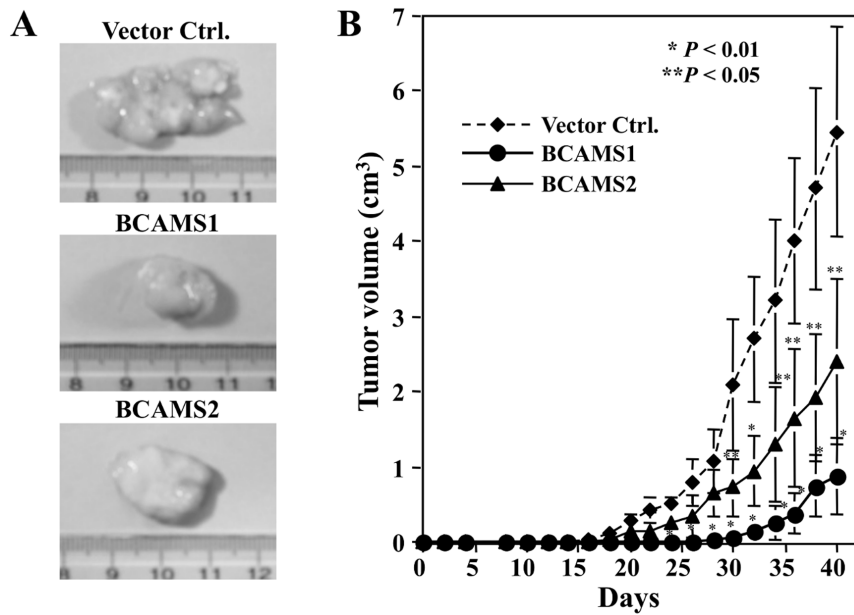 A
Vector Ctrl.
8 9 10 11
BCAMS1
8 9 10 11 1
BCAMS2
8 9 10 11 12
B
* P < 0.01
**P < 0.05
Vector Ctrl.
BCAMS1
BCAMS2
Tumor volume (cm³)
7
6
5
4
3
2
1
0
** ** ** ** ** *
* * * * * * * * *
0 5 10 15 20 25 30 35 40
Days